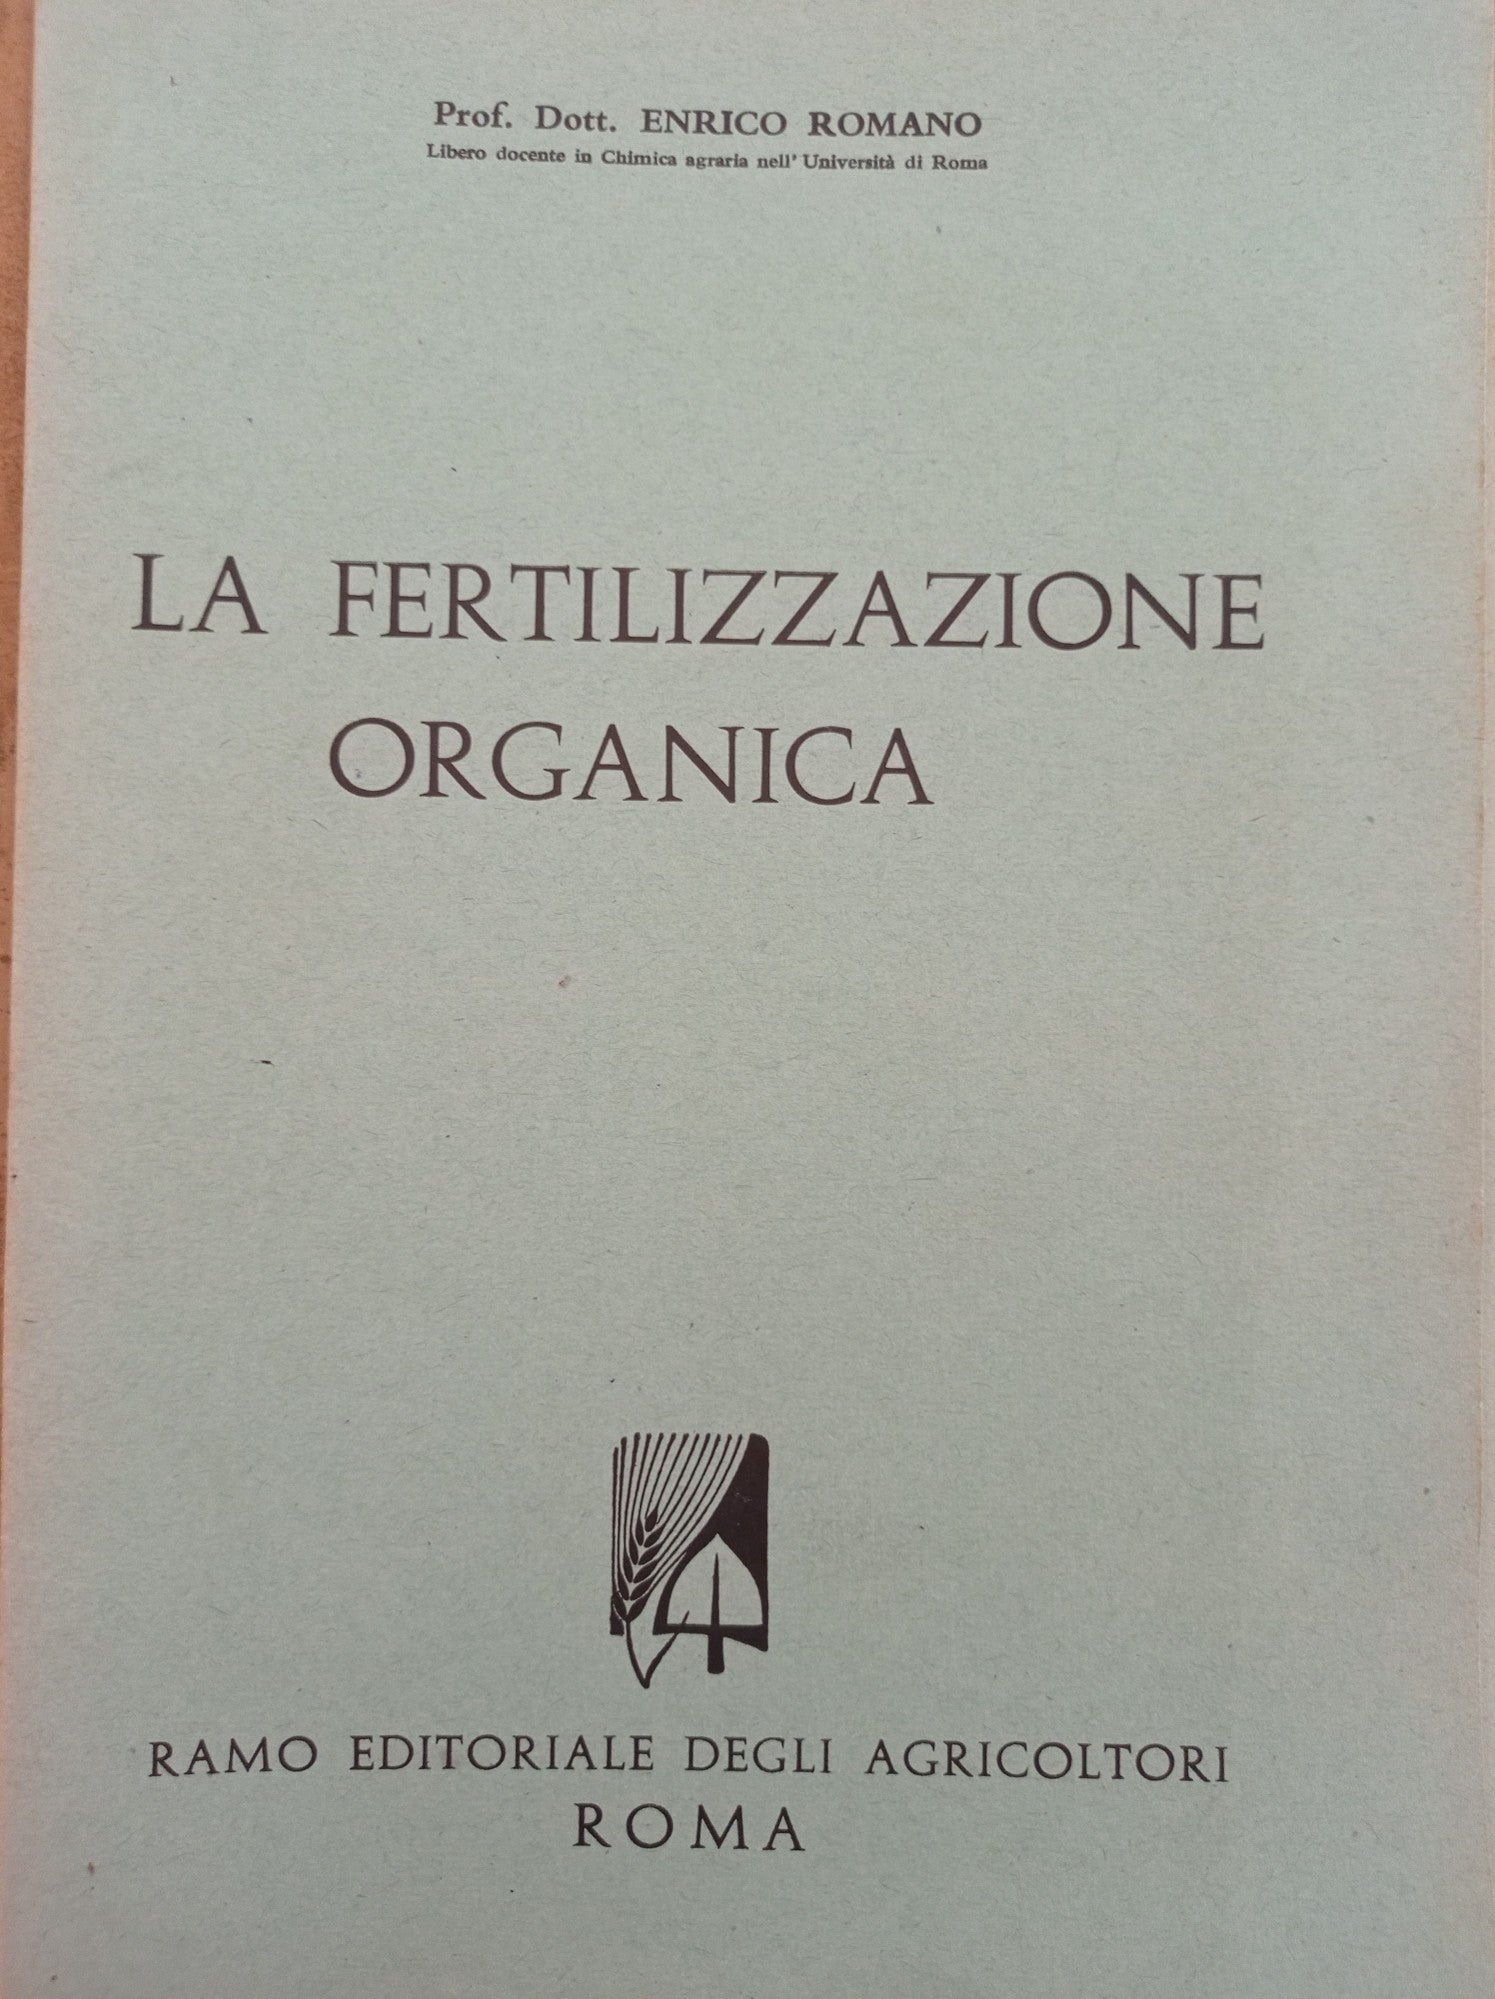 Prof. Dott. ENRICO ROMANO
Libero docente in Chimica agraria nell' Università di Roma
LA FERTILIZZAZIONE
ORGANICA
RAMO EDITORIALE DEGLI AGRICOLTORI
ROMA